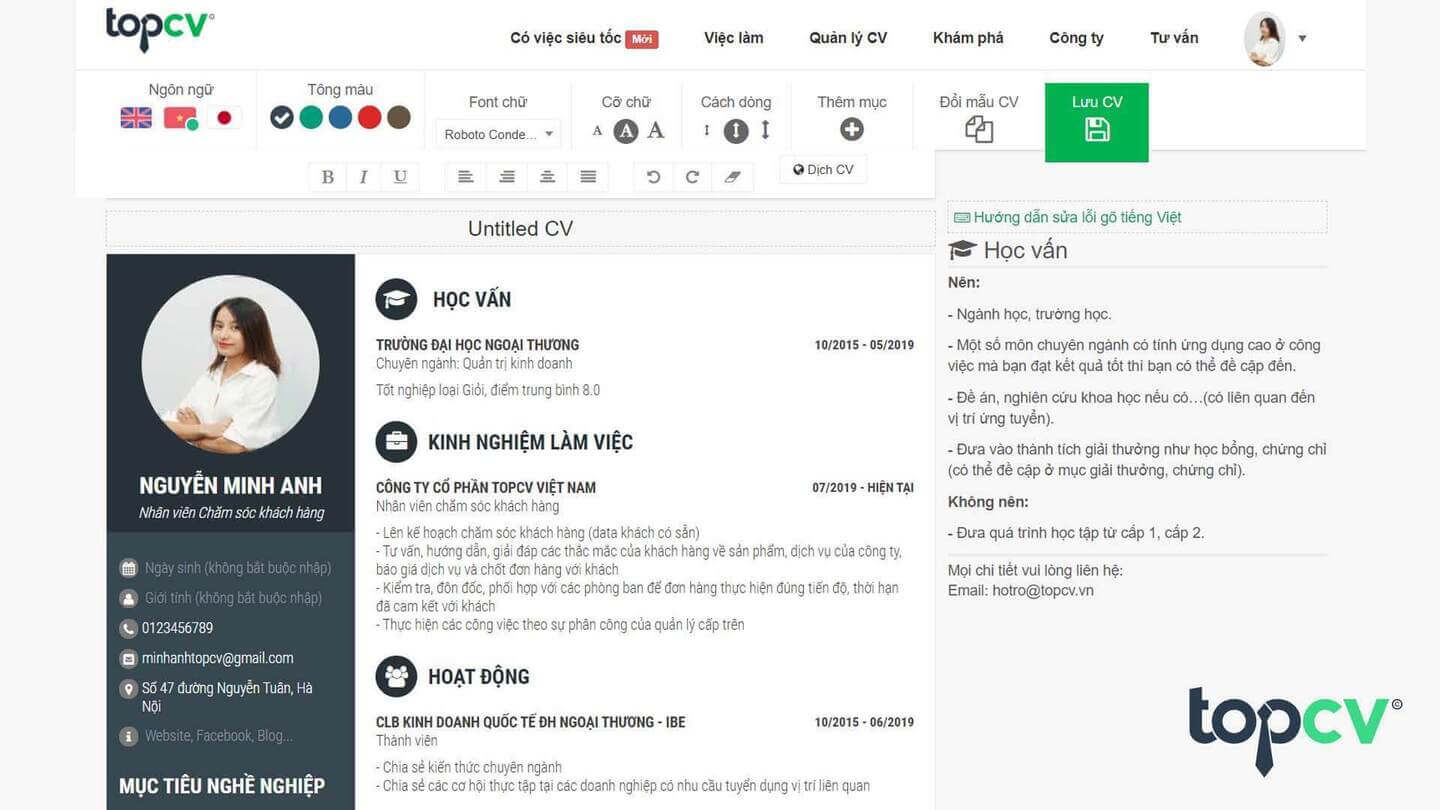 topcv©
Có việc siêu tốc Mới Việc làm Quản lý CV Khám phá Công ty Tư vấn
Ngôn ngữ Tông màu Font chữ Cỡ chữ Cách dòng Thêm mục Đổi mẫu CV Lưu CV
Roboto Conde... A A A
B I U Dịch CV
Untitled CV
NGUYỄN MINH ANH
Nhân viên Chăm sóc khách hàng
Ngày sinh (không bắt buộc nhập)
Giới tính (không bắt buộc nhập)
0123456789
minhanhtopcv@gmail.com
Số 47 đường Nguyễn Tuân, Hà
Nội
Website, Facebook, Blog...
MỤC TIÊU NGHỀ NGHIỆP
HỌC VẤN
TRƯỜNG ĐẠI HỌC NGOẠI THƯƠNG 10/2015 - 05/2019
Chuyên ngành: Quản trị kinh doanh
Tốt nghiệp loại Giỏi, điểm trung bình 8.0
KINH NGHIỆM LÀM VIỆC
CÔNG TY CỔ PHẦN TOPCV VIỆT NAM 07/2019 - HIỆN TẠI
Nhân viên chăm sóc khách hàng
- Lên kế hoạch chăm sóc khách hàng (data khách có sẵn)
- Tư vấn, hướng dẫn, giải đáp các thắc mắc của khách hàng về sản phẩm, dịch vụ của công ty,
báo giá dịch vụ và chốt đơn hàng với khách
- Kiểm tra, đôn đốc, phối hợp với các phòng ban để đơn hàng thực hiện đúng tiến độ, thời hạn
đã cam kết với khách
- Thực hiện các công việc theo sự phân công của quản lý cấp trên
HOẠT ĐỘNG
CLB KINH DOANH QUỐC TẾ ĐH NGOẠI THƯƠNG - IBE 10/2015 - 06/2019
Thành viên
- Chia sẻ kiến thức chuyên ngành
- Chia sẻ các cơ hội thực tập tại các doanh nghiệp có nhu cầu tuyển dụng vị trí liên quan
Hướng dẫn sửa lỗi gõ tiếng Việt
Học vấn
Nên:
- Ngành học, trường học.
- Một số môn chuyên ngành có tính ứng dụng cao ở công
việc mà bạn đạt kết quả tốt thì bạn có thể đề cập đến.
- Đề án, nghiên cứu khoa học nếu có…(có liên quan đến
vị trí ứng tuyển).
- Đưa vào thành tích giải thưởng như học bổng, chứng chỉ
(có thể đề cập ở mục giải thưởng, chứng chỉ).
Không nên:
- Đưa quá trình học tập từ cấp 1, cấp 2.
Mọi chi tiết vui lòng liên hệ:
Email: hotro@topcv.vn
topcv©